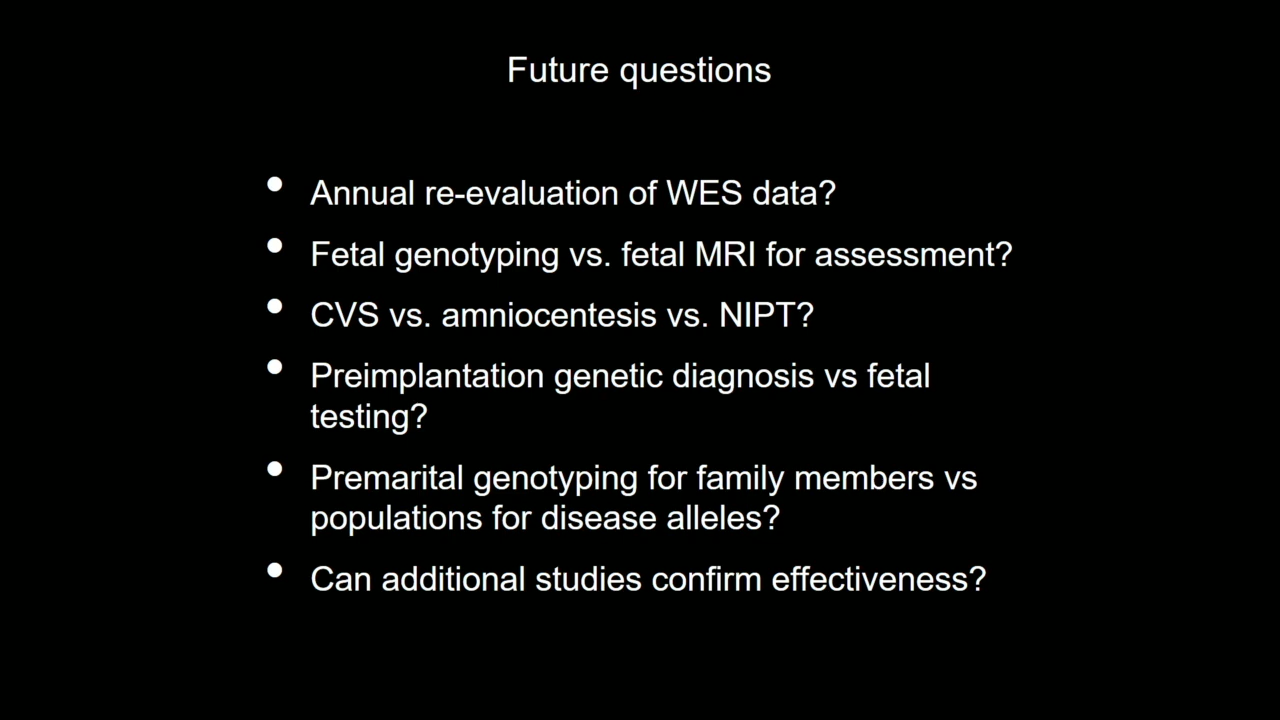 Future questions
• Annual re-evaluation of WES data?
• Fetal genotyping vs. fetal MRI for assessment?
• CVS vs. amniocentesis vs. NIPT?
• Preimplantation genetic diagnosis vs fetal
testing?
• Premarital genotyping for family members vs
populations for disease alleles?
• Can additional studies confirm effectiveness?